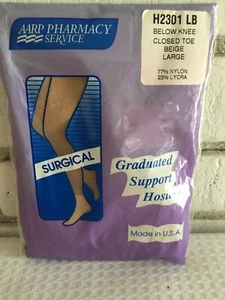 AARP PHARMACY
SERVICE
H2301 LB
BELOW KNEE
CLOSED TOE
BEIGE
LARGE
77% NYLON
23% LYCRA
SURGICAL
Graduated
Support
Hosiery
Made in U.S.A.